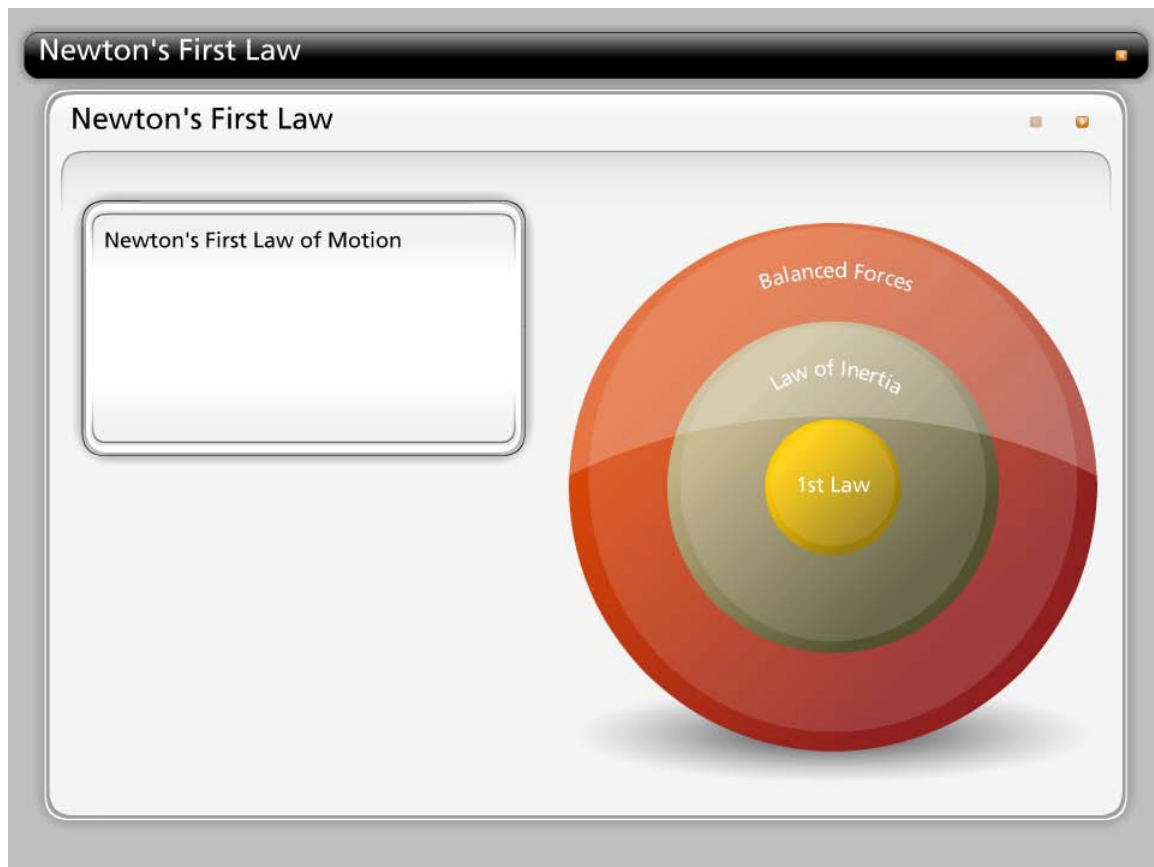 Newton's First Law
Newton's First Law
Newton's First Law of Motion
Balanced Forces
Law of Inertia
1st Law